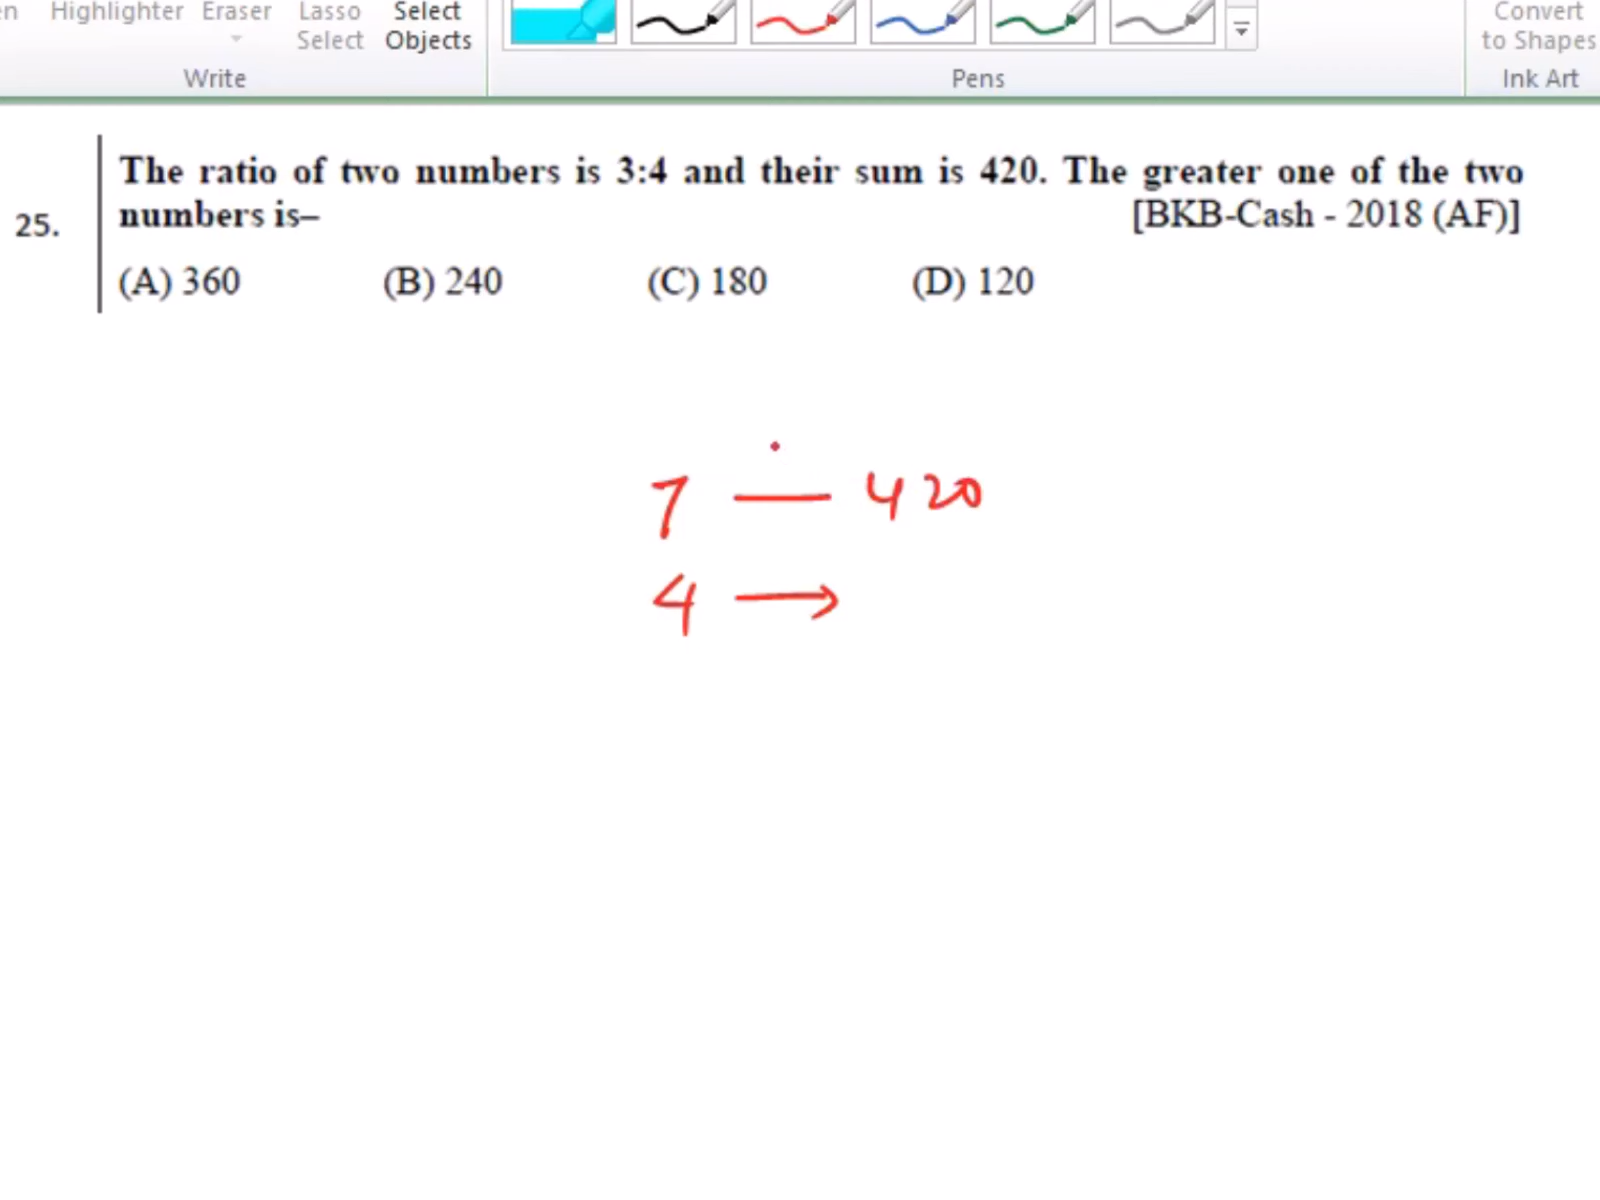 Highlighter Eraser Lasso Select Select Objects
Convert to Shapes
Write
Pens
Ink Art
25.
The ratio of two numbers is 3:4 and their sum is 420. The greater one of the two
numbers is– [BKB-Cash - 2018 (AF)]
(A) 360 (B) 240 (C) 180 (D) 120
7 — 420
4 →